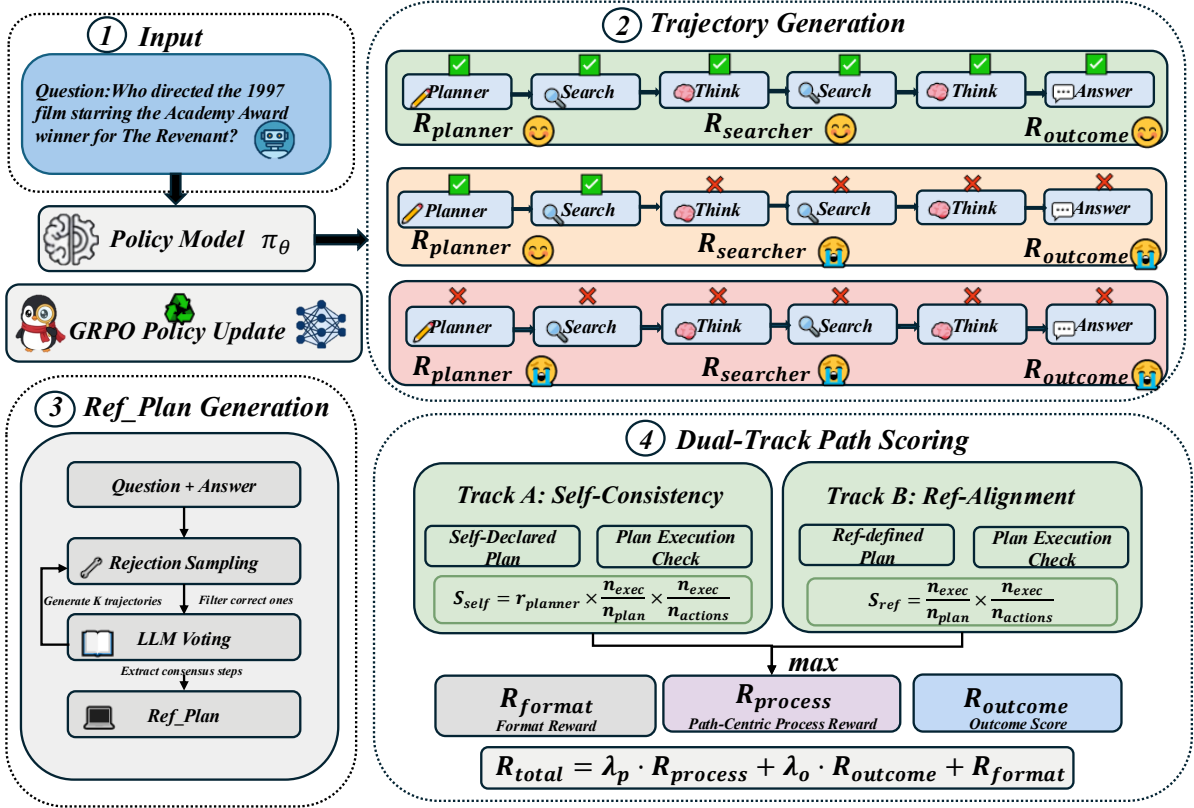 1 Input
Question:Who directed the 1997
film starring the Academy Award
winner for The Revenant?
Policy Model π_θ
GRPO Policy Update
2 Trajectory Generation
Planner Search Think Search Think Answer
R_planner R_searcher R_outcome
Planner Search Think Search Think Answer
R_planner R_searcher R_outcome
Planner Search Think Search Think Answer
R_planner R_searcher R_outcome
3 Ref_Plan Generation
Question + Answer
Rejection Sampling
Generate K trajectories Filter correct ones
LLM Voting
Extract consensus steps
Ref_Plan
4 Dual-Track Path Scoring
Track A: Self-Consistency
Self-Declared
Plan
Plan Execution
Check
S_self = r_planner × n_exec/n_plan × n_exec/n_actions
Track B: Ref-Alignment
Ref-defined
Plan
Plan Execution
Check
S_ref = n_exec/n_plan × n_exec/n_actions
max
R_format
Format Reward
R_process
Path-Centric Process Reward
R_outcome
Outcome Score
R_total = λ_p · R_process + λ_o · R_outcome + R_format